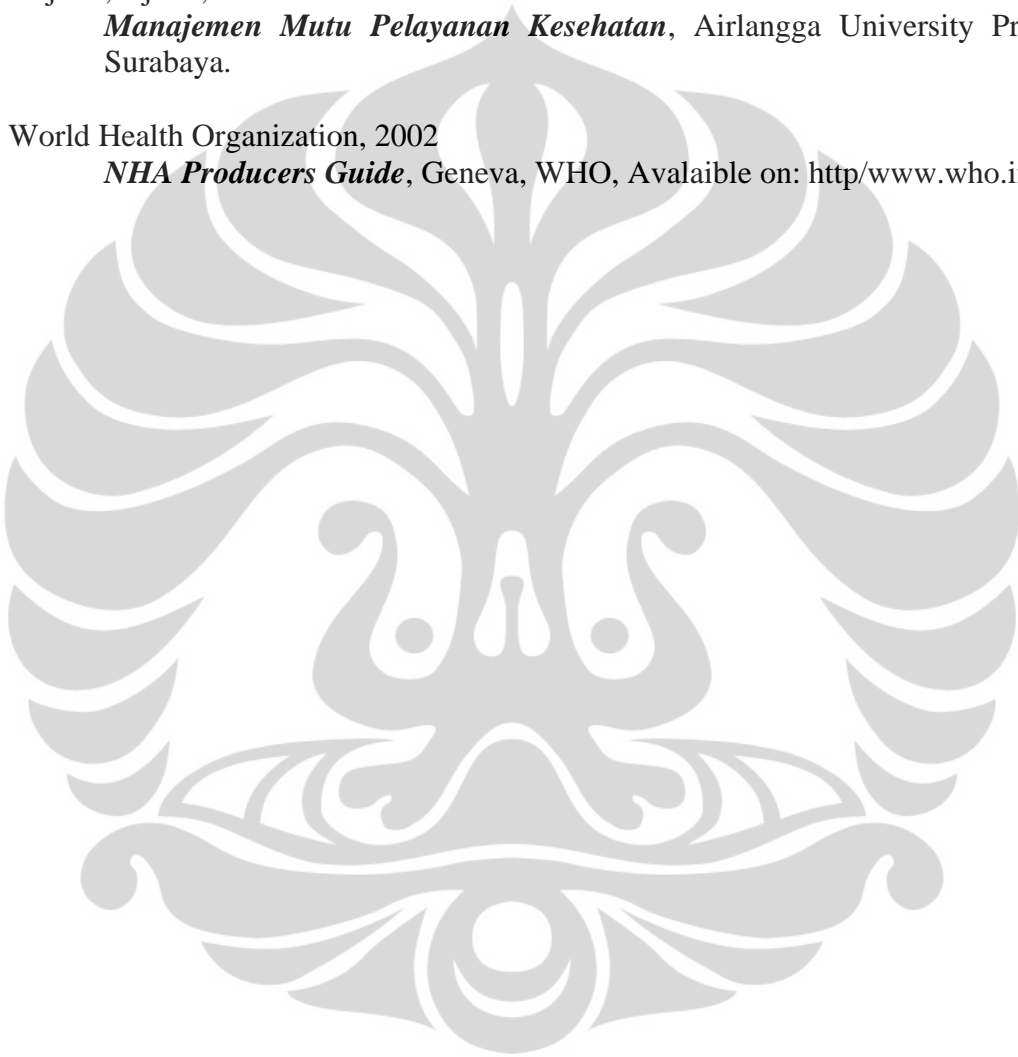 Manajemen Mutu Pelayanan Kesehatan, Airlangga University
Surabaya.
World Health Organization, 2002
NHA Producers Guide, Geneva, WHO, Avalaible on: http/www.who.i